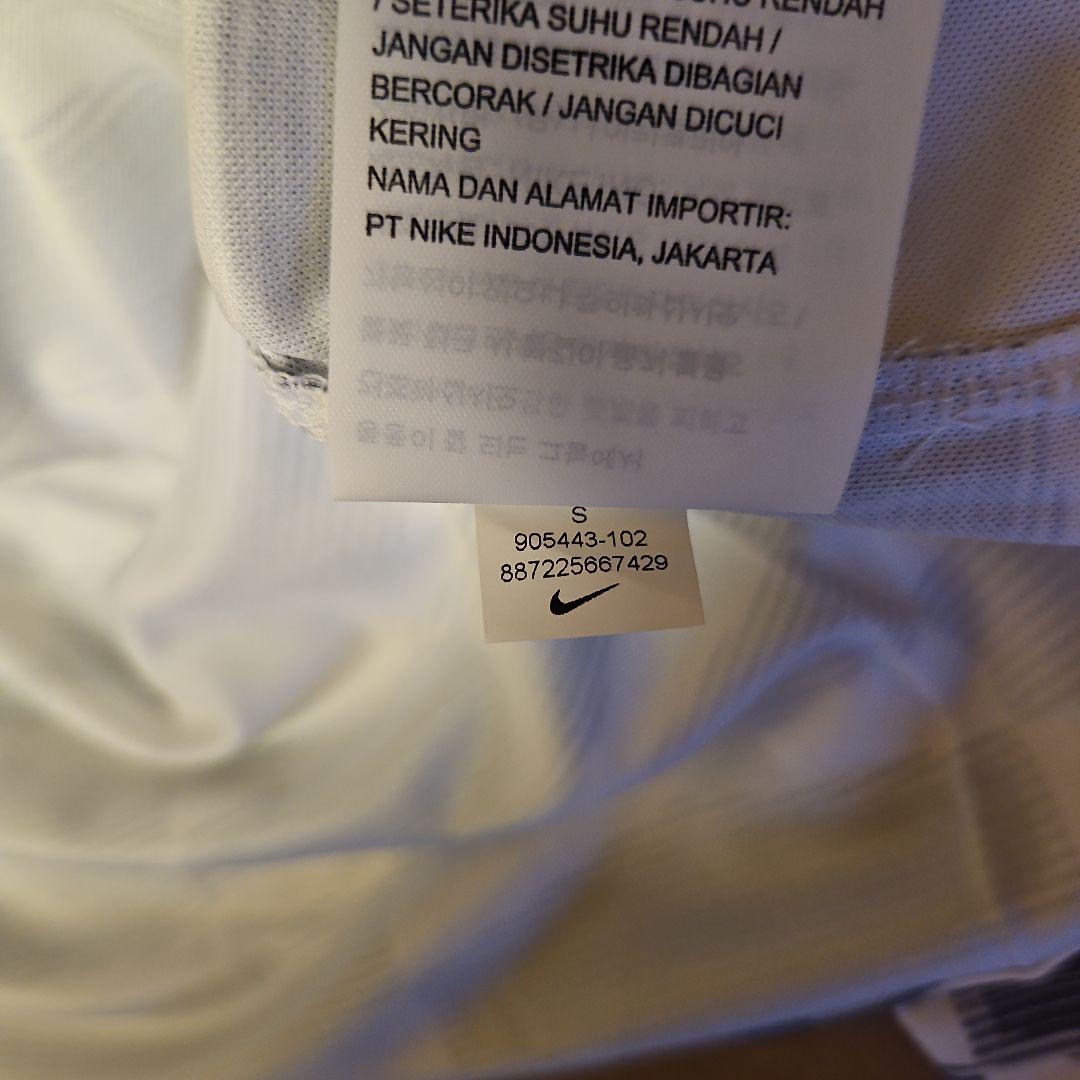 RENDAH
/ SETERIKA SUHU RENDAH /
JANGAN DISETRIKA DIBAGIAN
BERCORAK / JANGAN DICUCI
KERING
NAMA DAN ALAMAT IMPORTIR:
PT NIKE INDONESIA, JAKARTA
S
905443-102
887225667429